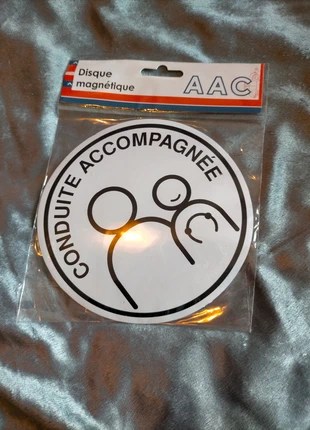 Disque
magnétique
AAC
CONDUITE ACCOMPAGNÉE